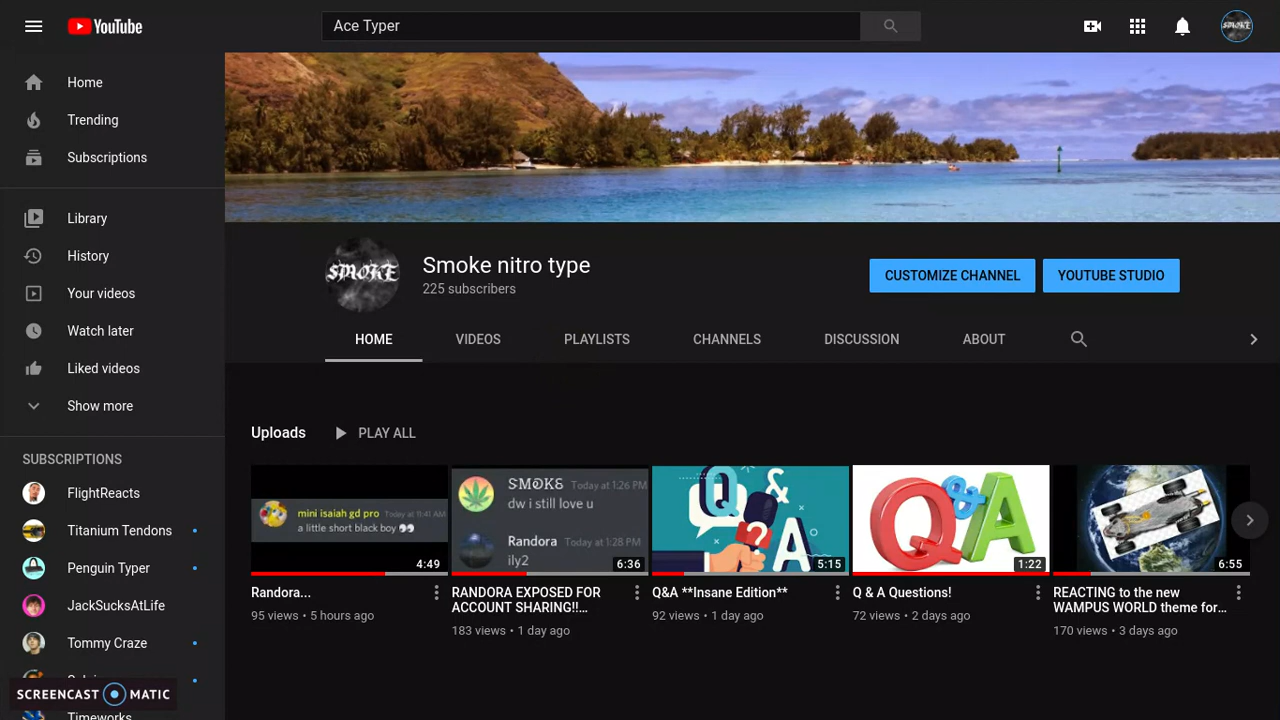 YouTube
Ace Typer
SMOKE
Home
Trending
Subscriptions
Library
History
Your videos
Watch later
Liked videos
Show more
SUBSCRIPTIONS
FlightReacts
Titanium Tendons
Penguin Typer
JackSucksAtLife
Tommy Craze
Timeworks
SCREENCAST MATIC
SMOKE
Smoke nitro type
225 subscribers
CUSTOMIZE CHANNEL
YOUTUBE STUDIO
HOME VIDEOS PLAYLISTS CHANNELS DISCUSSION ABOUT
Uploads PLAY ALL
mini isaiah gd pro Today at 11:41 AM
a little short black boy 👀
4:49
Randora...
95 views • 5 hours ago
SMOKE Today at 1:26 PM
dw i still love u
Randora Today at 1:28 PM
ily2
6:36
RANDORA EXPOSED FOR
ACCOUNT SHARING!!...
183 views • 1 day ago
Q & A
?
5:15
Q&A **Insane Edition**
92 views • 1 day ago
Q&A
1:22
Q & A Questions!
72 views • 2 days ago
6:55
REACTING to the new
WAMPUS WORLD theme for...
170 views • 3 days ago